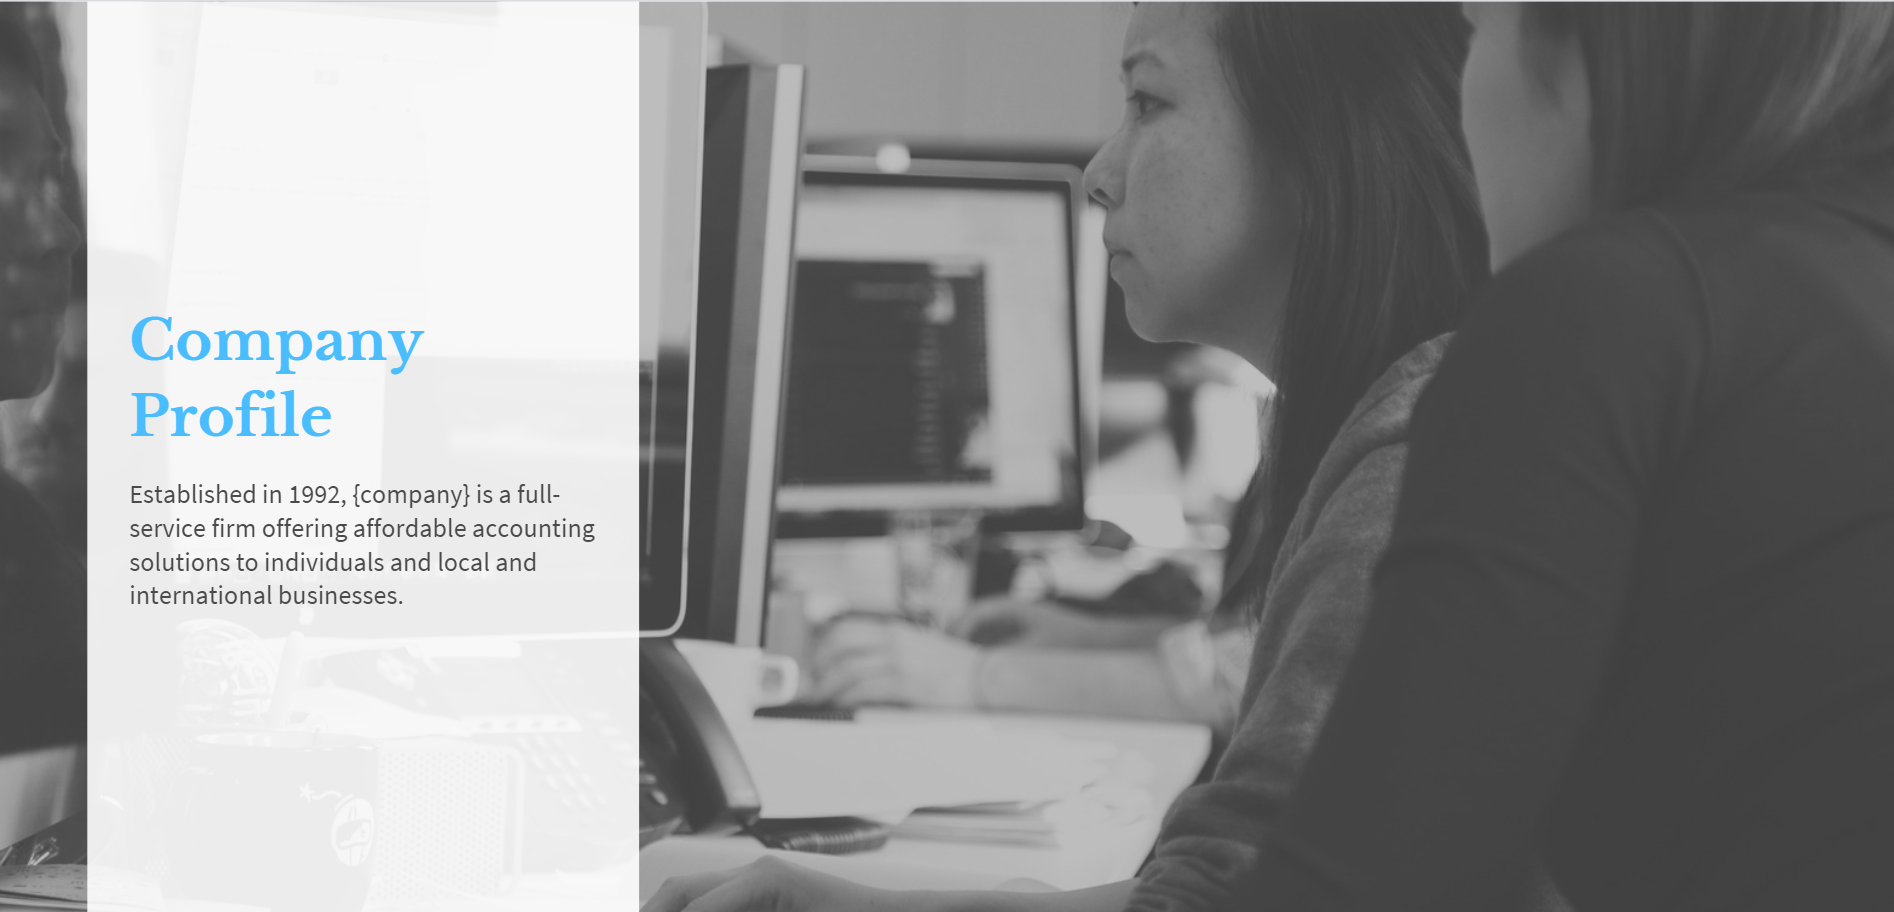 Company
Profile
Established in 1992, {company} is a full-
service firm offering affordable accounting
solutions to individuals and local and
international businesses.